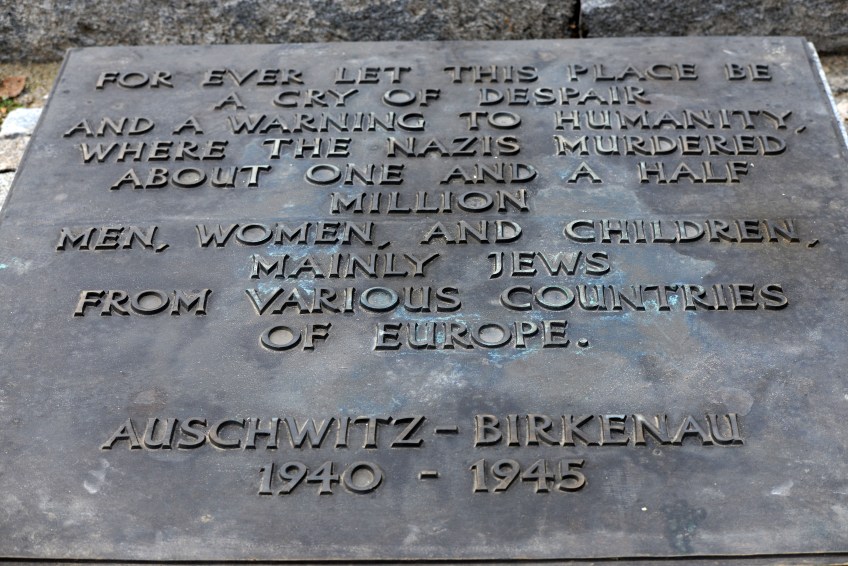 FOR EVER LET THIS PLACE BE
A CRY OF DESPAIR
AND A WARNING TO HUMANITY,
WHERE THE NAZIS MURDERED
ABOUT ONE AND A HALF
MILLION
MEN, WOMEN, AND CHILDREN,
MAINLY JEWS
FROM VARIOUS COUNTRIES
OF EUROPE.
AUSCHWITZ - BIRKENAU
1940 - 1945